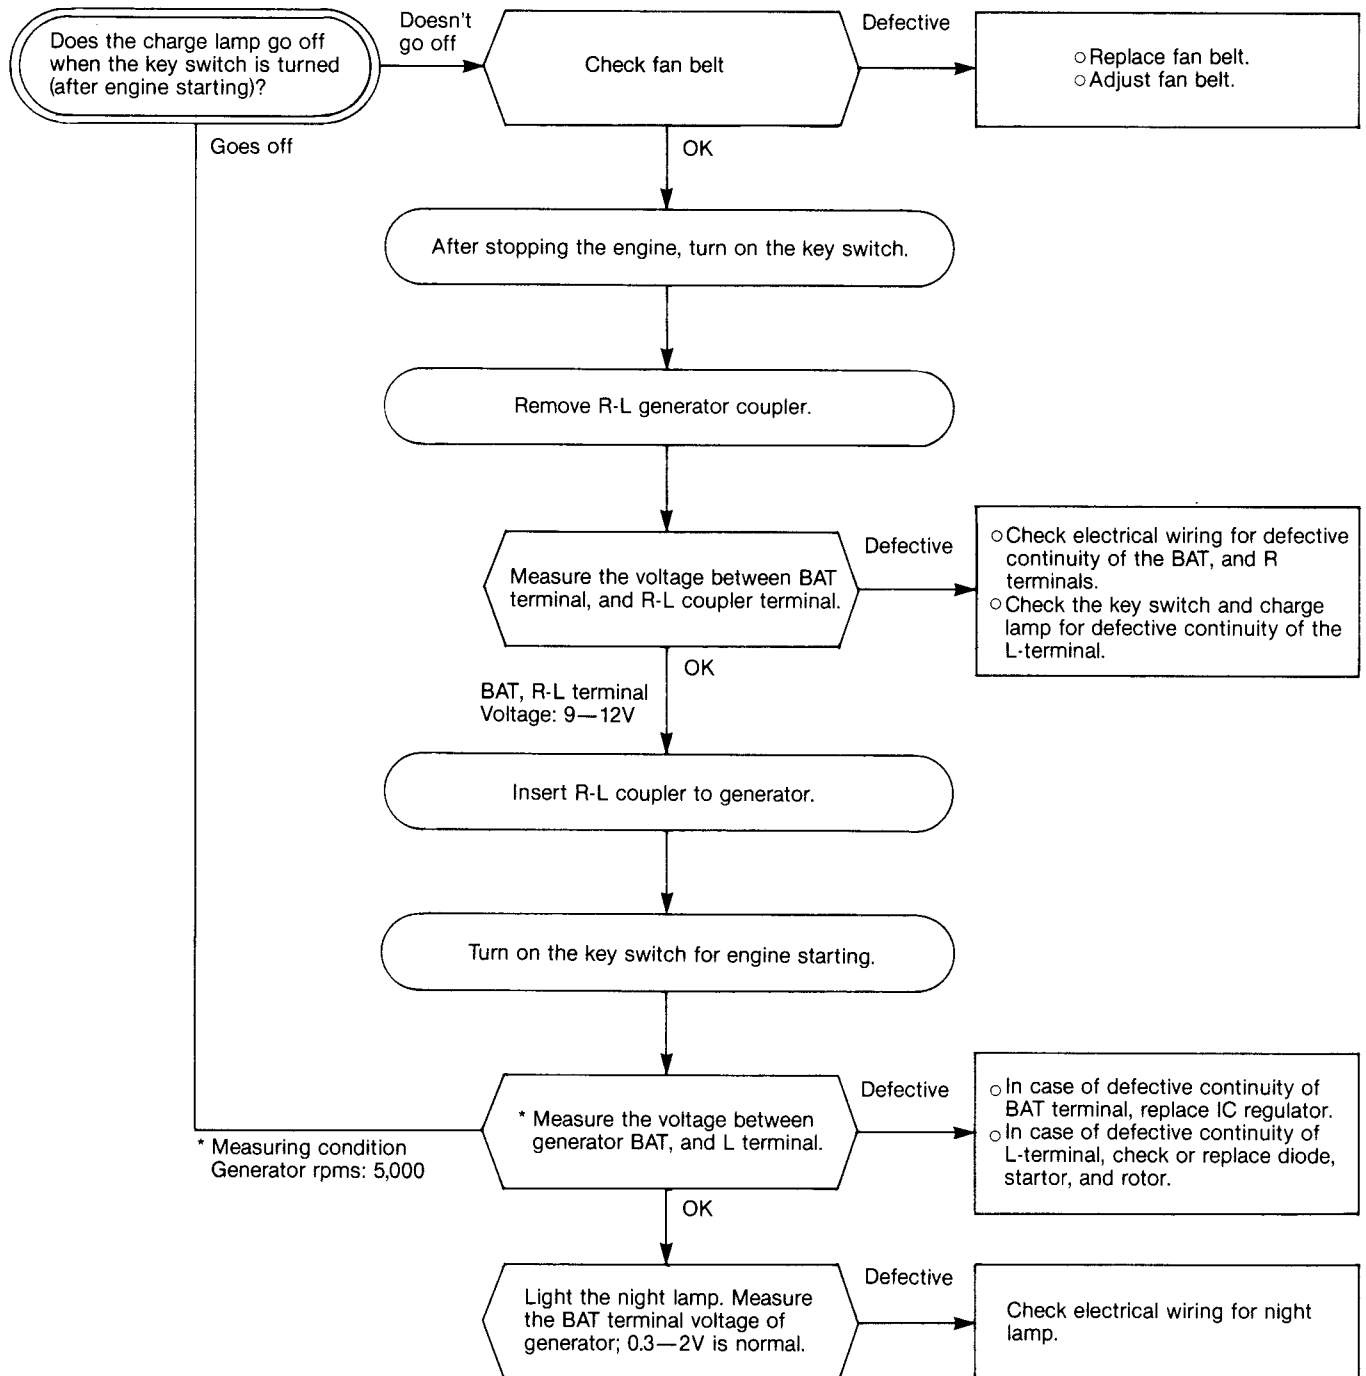 Does the charge lamp go off
when the key switch is turned
(after engine starting)?
Doesn't
go off
Check fan belt
Defective
○ Replace fan belt.
○ Adjust fan belt.
Goes off
OK
After stopping the engine, turn on the key switch.
Remove R-L generator coupler.
Measure the voltage between BAT
terminal, and R-L coupler terminal.
Defective
○ Check electrical wiring for defective
continuity of the BAT, and R
terminals.
○ Check the key switch and charge
lamp for defective continuity of the
L-terminal.
OK
BAT, R-L terminal
Voltage: 9—12V
Insert R-L coupler to generator.
Turn on the key switch for engine starting.
* Measure the voltage between
generator BAT, and L terminal.
Defective
○ In case of defective continuity of
BAT terminal, replace IC regulator.
○ In case of defective continuity of
L-terminal, check or replace diode,
startor, and rotor.
* Measuring condition
Generator rpms: 5,000
OK
Light the night lamp. Measure
the BAT terminal voltage of
generator; 0.3—2V is normal.
Defective
Check electrical wiring for night
lamp.